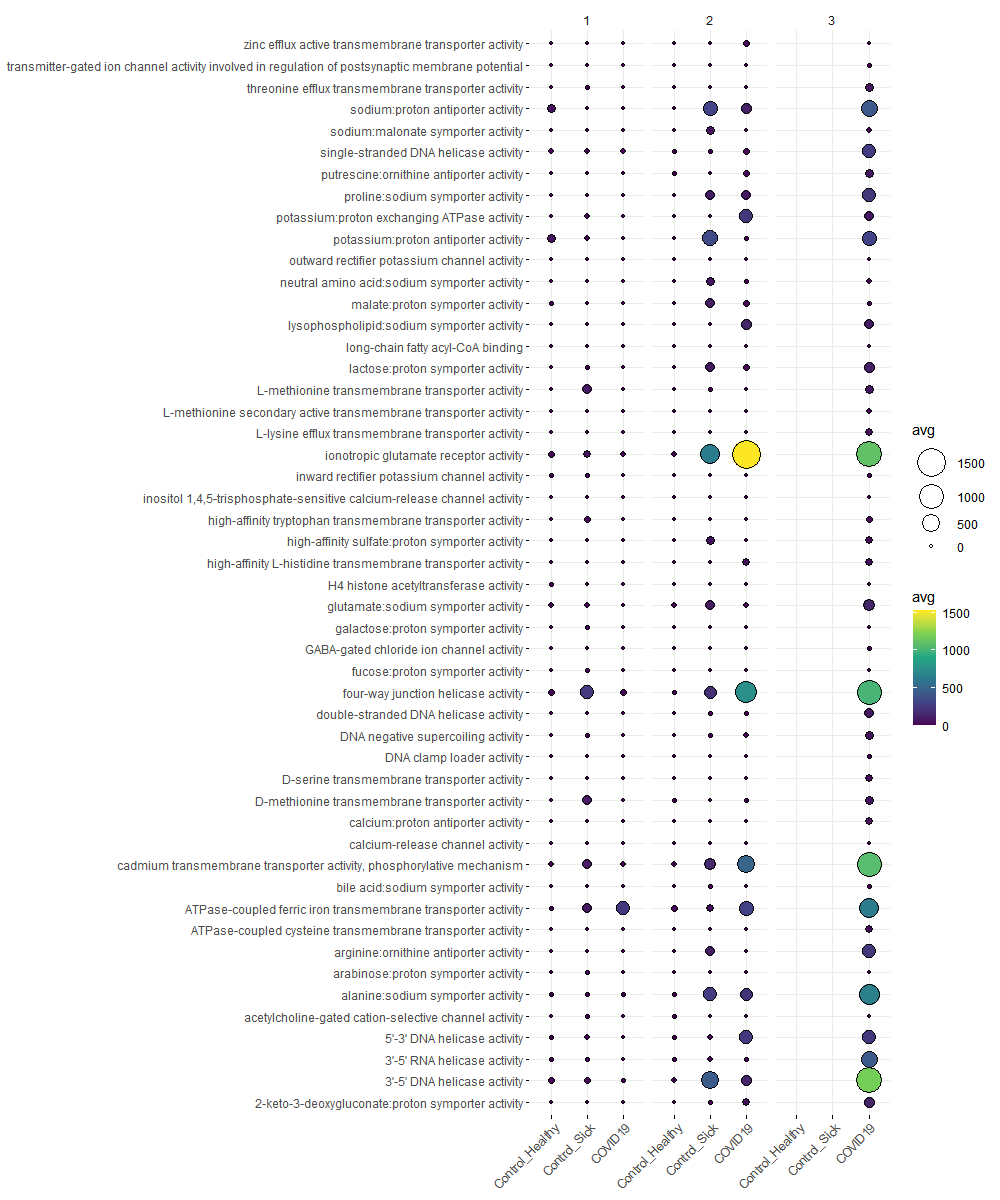 1 2 3
zinc efflux active transmembrane transporter activity
transmitter-gated ion channel activity involved in regulation of postsynaptic membrane potential
threonine efflux transmembrane transporter activity
sodium:proton antiporter activity
sodium:malonate symporter activity
single-stranded DNA helicase activity
putrescine:ornithine antiporter activity
proline:sodium symporter activity
potassium:proton exchanging ATPase activity
potassium:proton antiporter activity
outward rectifier potassium channel activity
neutral amino acid:sodium symporter activity
malate:proton symporter activity
lysophospholipid:sodium symporter activity
long-chain fatty acyl-CoA binding
lactose:proton symporter activity
L-methionine transmembrane transporter activity
L-methionine secondary active transmembrane transporter activity
L-lysine efflux transmembrane transporter activity
ionotropic glutamate receptor activity
inward rectifier potassium channel activity
inositol 1,4,5-trisphosphate-sensitive calcium-release channel activity
high-affinity tryptophan transmembrane transporter activity
high-affinity sulfate:proton symporter activity
high-affinity L-histidine transmembrane transporter activity
H4 histone acetyltransferase activity
glutamate:sodium symporter activity
galactose:proton symporter activity
GABA-gated chloride ion channel activity
fucose:proton symporter activity
four-way junction helicase activity
double-stranded DNA helicase activity
DNA negative supercoiling activity
DNA clamp loader activity
D-serine transmembrane transporter activity
D-methionine transmembrane transporter activity
calcium:proton antiporter activity
calcium-release channel activity
cadmium transmembrane transporter activity, phosphorylative mechanism
bile acid:sodium symporter activity
ATPase-coupled ferric iron transmembrane transporter activity
ATPase-coupled cysteine transmembrane transporter activity
arginine:ornithine antiporter activity
arabinose:proton symporter activity
alanine:sodium symporter activity
acetylcholine-gated cation-selective channel activity
5'-3' DNA helicase activity
3'-5' RNA helicase activity
3'-5' DNA helicase activity
2-keto-3-deoxygluconate:proton symporter activity
Control_Healthy
Control_Sick
COVID19
Control_Healthy
Control_Sick
COVID19
Control_Healthy
Control_Sick
COVID19
avg
1500
1000
500
0
avg
1500
1000
500
0